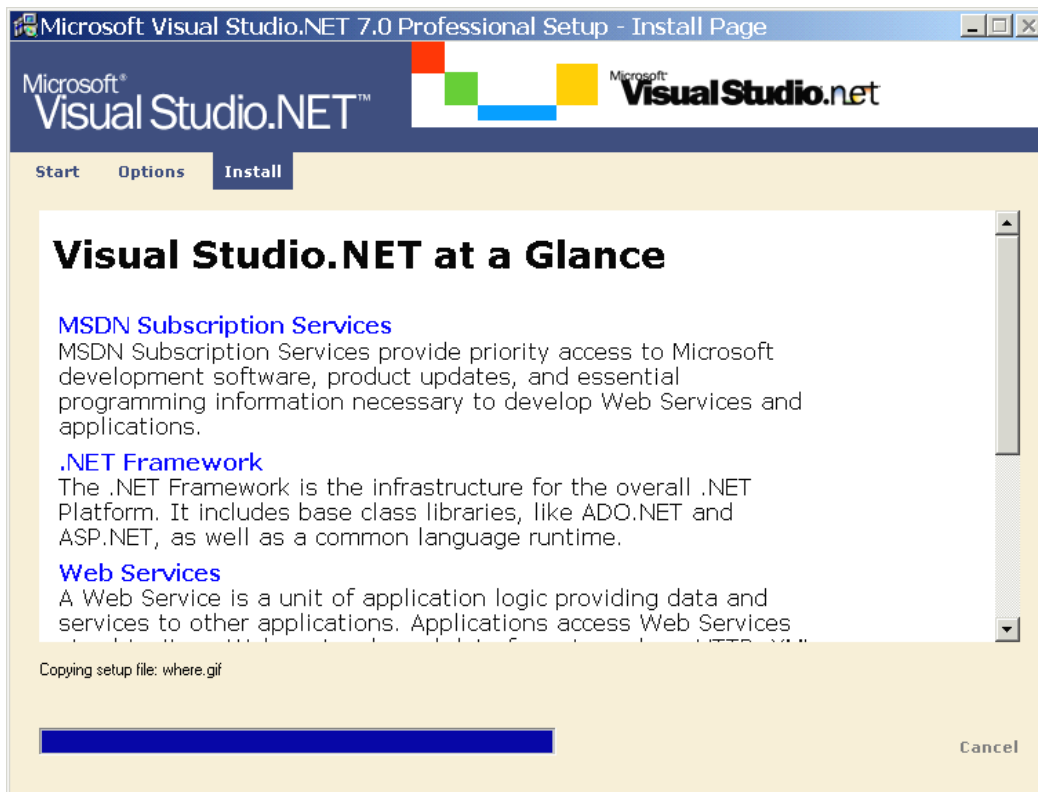 Microsoft Visual Studio.NET 7.0 Professional Setup - Install Page
Microsoft®
Visual Studio.NET™
Microsoft
Visual Studio.net
Start Options Install
Visual Studio.NET at a Glance
MSDN Subscription Services
MSDN Subscription Services provide priority access to Microsoft
development software, product updates, and essential
programming information necessary to develop Web Services and
applications.
.NET Framework
The .NET Framework is the infrastructure for the overall .NET
Platform. It includes base class libraries, like ADO.NET and
ASP.NET, as well as a common language runtime.
Web Services
A Web Service is a unit of application logic providing data and
services to other applications. Applications access Web Services
Copying setup file: where.gif
Cancel